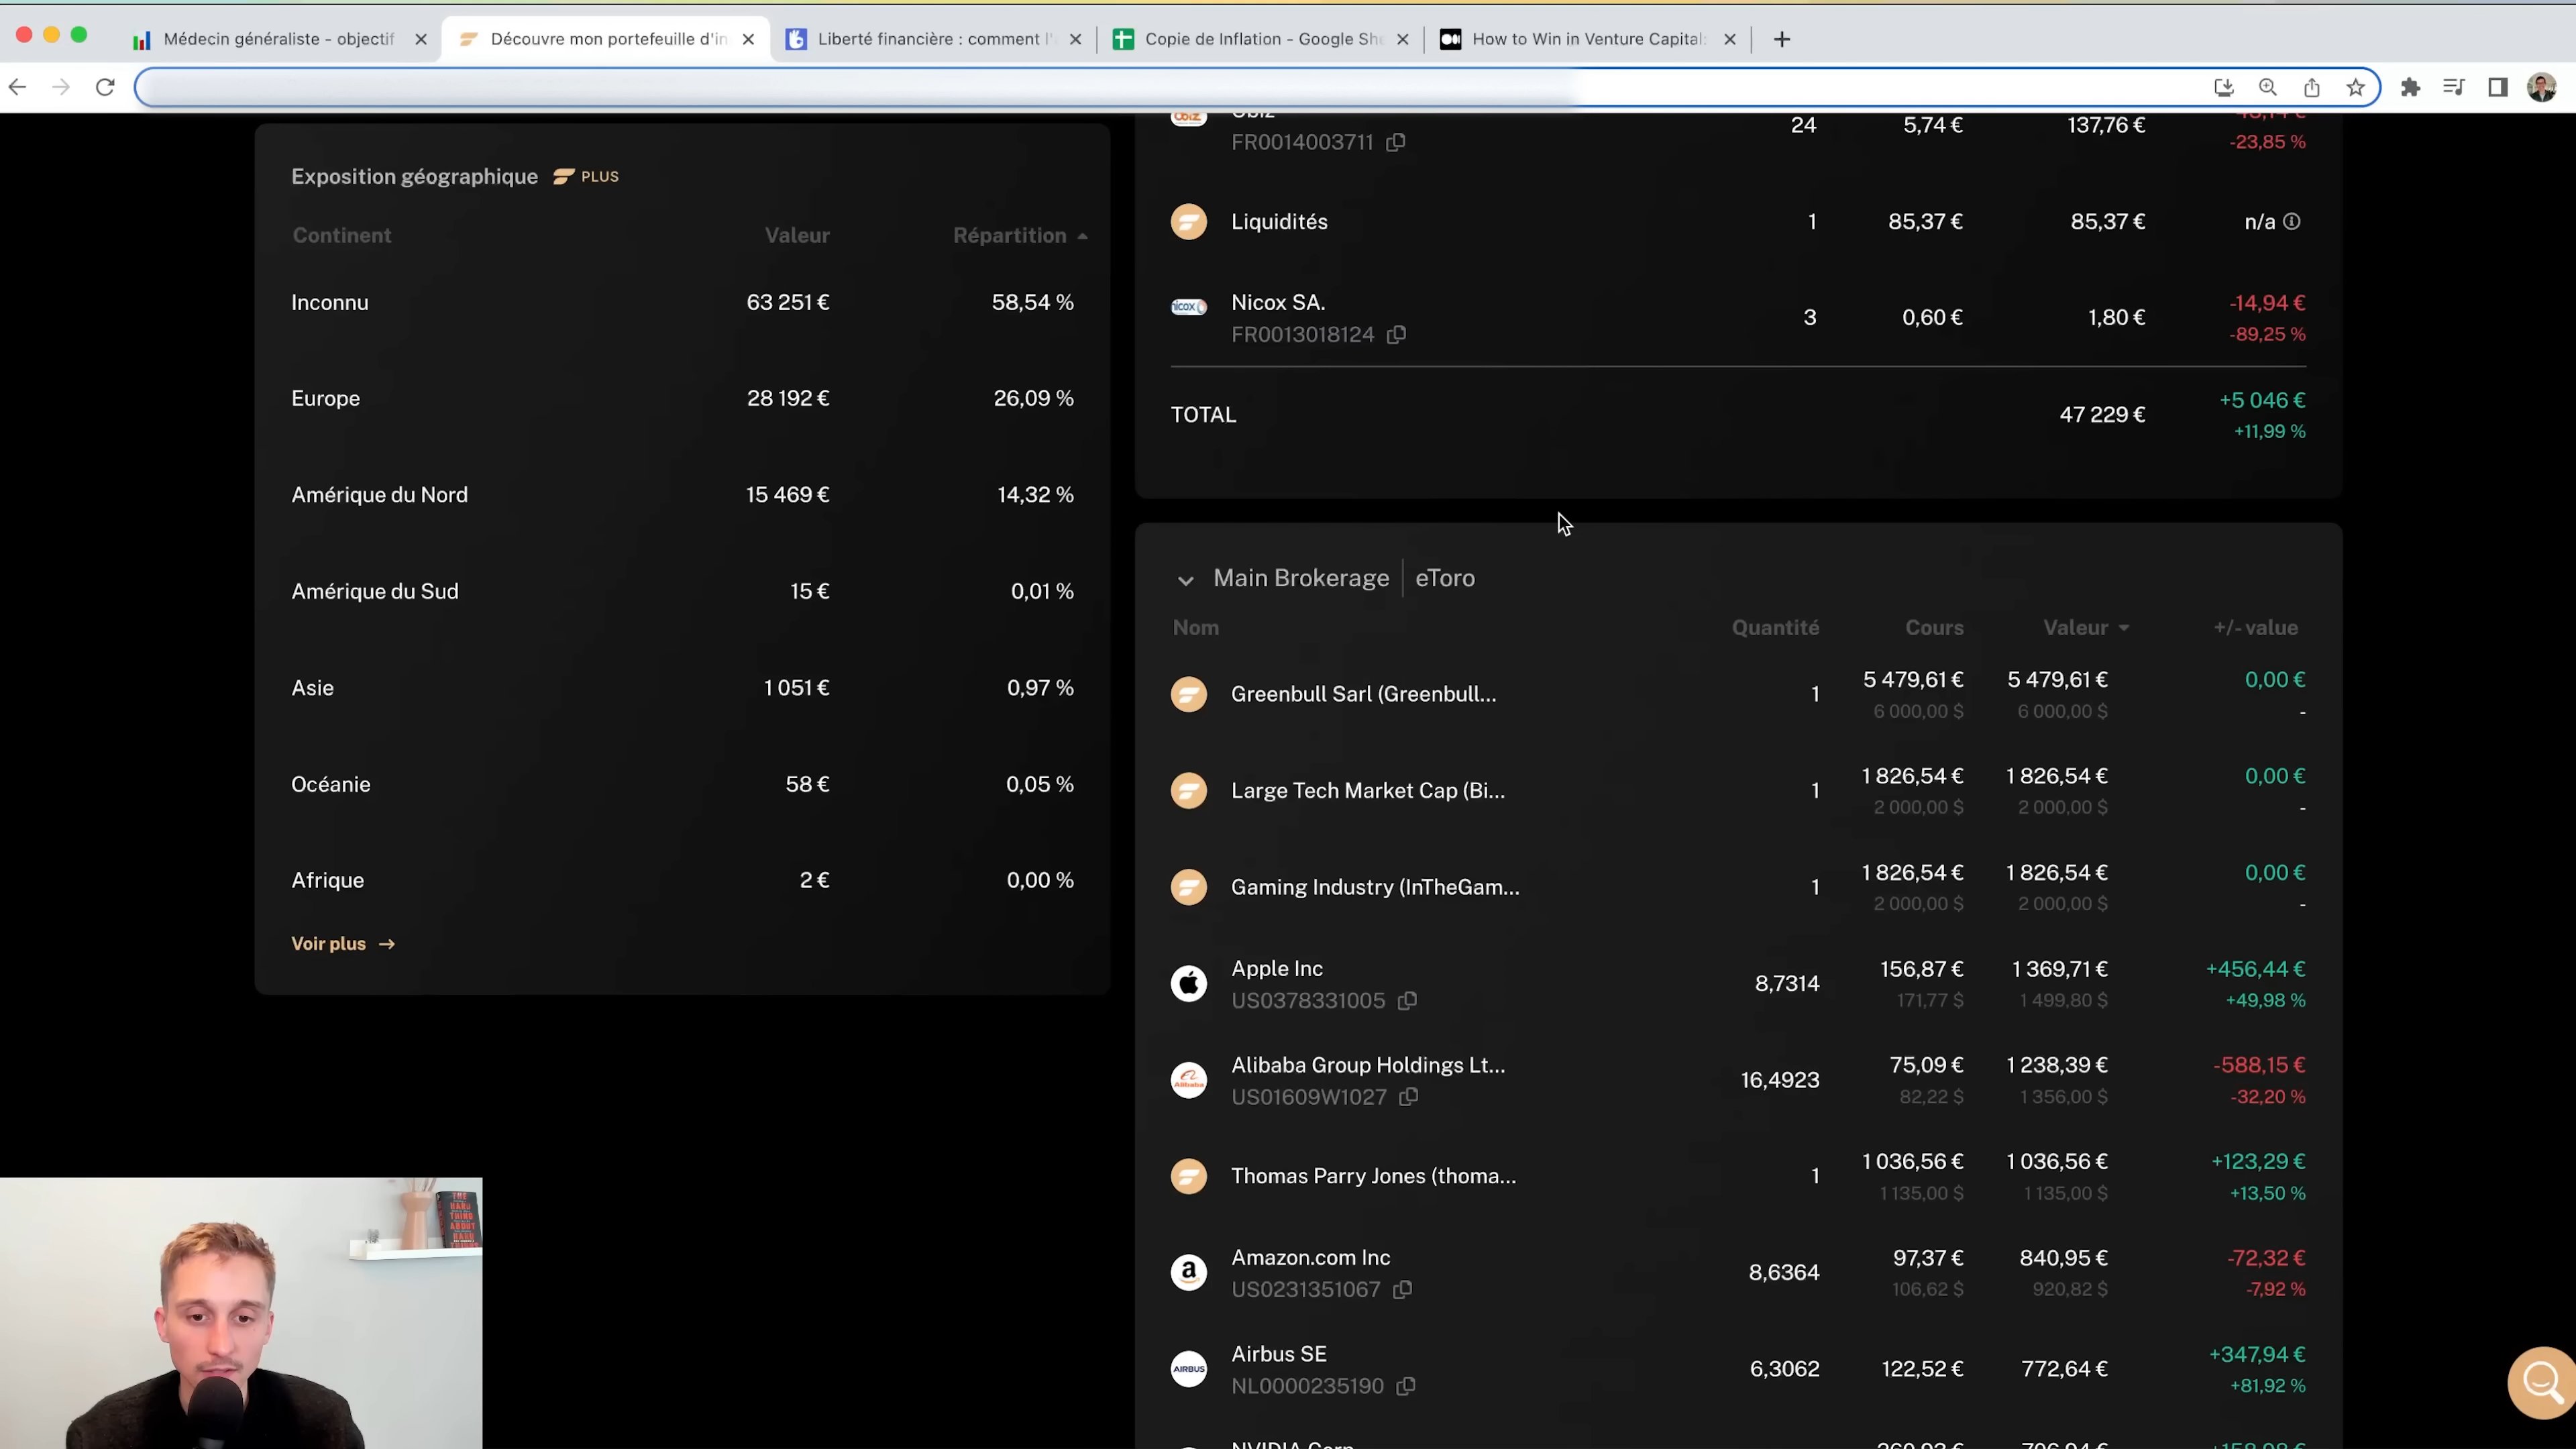 Médecin généraliste - objectif
Découvre mon portefeuille d'in
Liberté financière : comment l'
Copie de Inflation - Google She
How to Win in Venture Capital:
Exposition géographique PLUS
Continent Valeur Répartition
Inconnu 63 251 € 58,54 %
Europe 28 192 € 26,09 %
Amérique du Nord 15 469 € 14,32 %
Amérique du Sud 15 € 0,01 %
Asie 1 051 € 0,97 %
Océanie 58 € 0,05 %
Afrique 2 € 0,00 %
Voir plus →
24 5,74 € 137,76 €
FR0014003711 -23,85 %
Liquidités 1 85,37 € 85,37 € n/a
Nicox SA. 3 0,60 € 1,80 € -14,94 €
FR0013018124 -89,25 %
TOTAL 47 229 € +5 046 €
+11,99 %
Main Brokerage eToro
Nom Quantité Cours Valeur +/- value
Greenbull Sarl (Greenbull... 1 5 479,61 € 5 479,61 € 0,00 €
6 000,00 $ 6 000,00 $ -
Large Tech Market Cap (Bi... 1 1 826,54 € 1 826,54 € 0,00 €
2 000,00 $ 2 000,00 $ -
Gaming Industry (InTheGam... 1 1 826,54 € 1 826,54 € 0,00 €
2 000,00 $ 2 000,00 $ -
Apple Inc 8,7314 156,87 € 1 369,71 € +456,44 €
US0378331005 171,77 $ 1 499,80 $ +49,98 %
Alibaba Group Holdings Lt... 16,4923 75,09 € 1 238,39 € -588,15 €
US01609W1027 82,22 $ 1 356,00 $ -32,20 %
Thomas Parry Jones (thoma... 1 1 036,56 € 1 036,56 € +123,29 €
1 135,00 $ 1 135,00 $ +13,50 %
Amazon.com Inc 8,6364 97,37 € 840,95 € -72,32 €
US0231351067 106,62 $ 920,82 $ -7,92 %
AIRBUS
Airbus SE 6,3062 122,52 € 772,64 € +347,94 €
NL0000235190 +81,92 %
THE
HARD
THING
ABOUT
HARD
THINGS